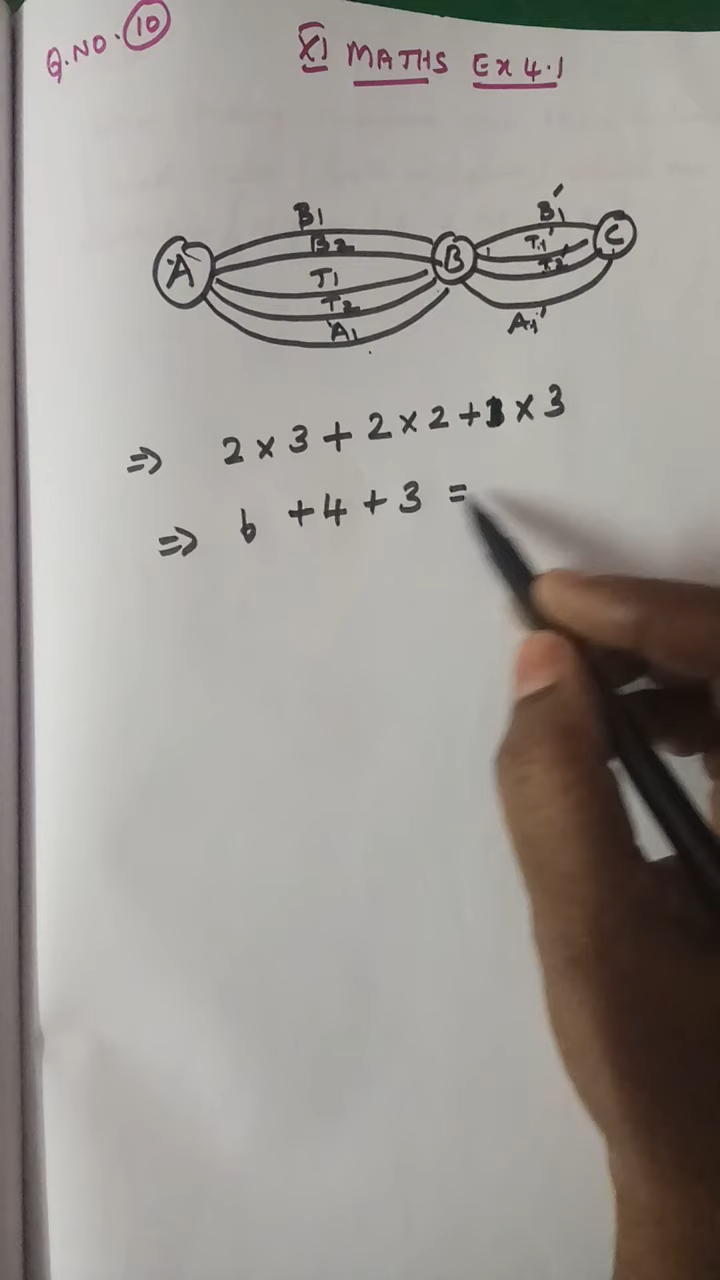 Q.NO. 10
XI MATHS Ex 4.1
B1
B2
T1
T2
A1
A
B
C
B1'
T1'
T2'
A1'
⇒ 2 × 3 + 2 × 2 + 1 × 3
⇒ 6 + 4 + 3 =